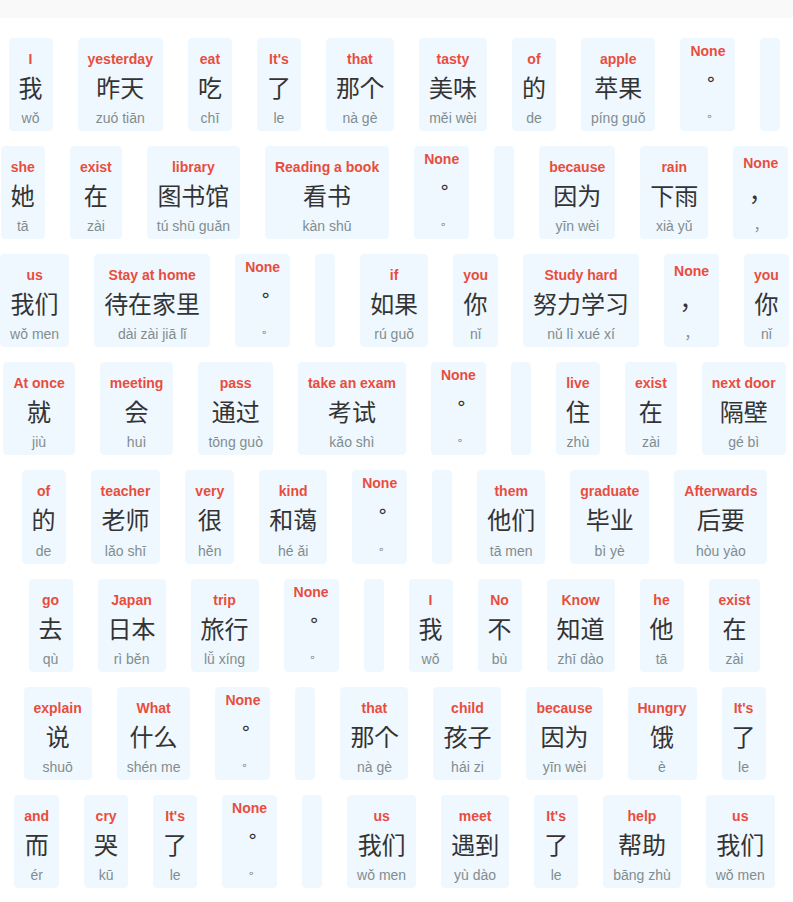 I yesterday eat It's that tasty of apple None
我 昨天 吃 了 那个 美味 的 苹果 。
wǒ zuó tiān chī le nà gè měi wèi de píng guǒ 。
she exist library Reading a book None because rain None
她 在 图书馆 看书 。 因为 下雨 ，
tā zài tú shū guǎn kàn shū 。 yīn wèi xià yǔ ，
us Stay at home None if you Study hard None you
我们 待在家里 。 如果 你 努力学习 ， 你
wǒ men dài zài jiā lǐ 。 rú guǒ nǐ nǔ lì xué xí ， nǐ
At once meeting pass take an exam None live exist next door
就 会 通过 考试 。 住 在 隔壁
jiù huì tōng guò kǎo shì 。 zhù zài gé bì
of teacher very kind None them graduate Afterwards
的 老师 很 和蔼 。 他们 毕业 后要
de lǎo shī hěn hé ǎi 。 tā men bì yè hòu yào
go Japan trip None I No Know he exist
去 日本 旅行 。 我 不 知道 他 在
qù rì běn lǚ xíng 。 wǒ bù zhī dào tā zài
explain What None that child because Hungry It's
说 什么 。 那个 孩子 因为 饿 了
shuō shén me 。 nà gè hái zi yīn wèi è le
and cry It's None us meet It's help us
而 哭 了 。 我们 遇到 了 帮助 我们
ér kū le 。 wǒ men yù dào le bāng zhù wǒ men